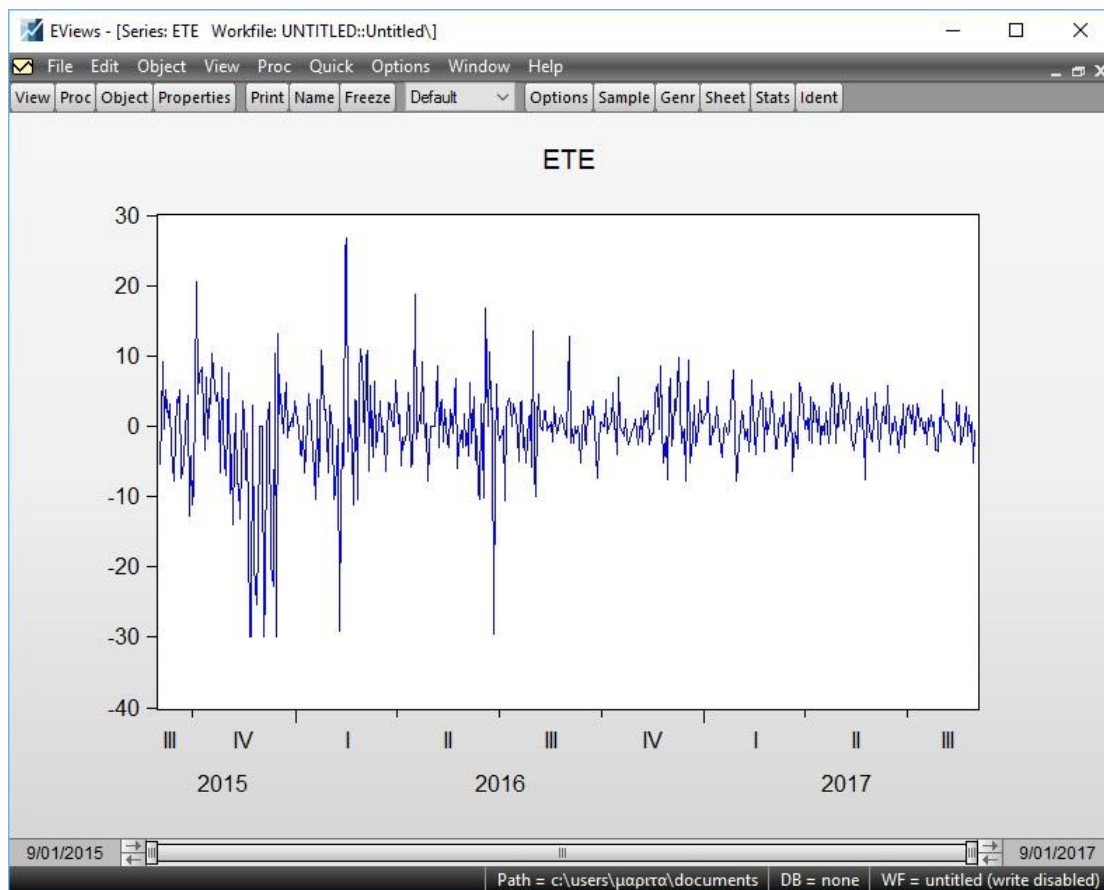 EViews - [Series: ETE Workfile: UNTITLED::Untitled\]
File Edit Object View Proc Quick Options Window Help
View Proc Object Properties Print Name Freeze Default Options Sample Genr Sheet Stats Ident
ETE
30
20
10
0
-10
-20
-30
-40
III IV I II III IV I II III
2015 2016 2017
9/01/2015 9/01/2017
Path = c:\users\μαριτα\documents DB = none WF = untitled (write disabled)